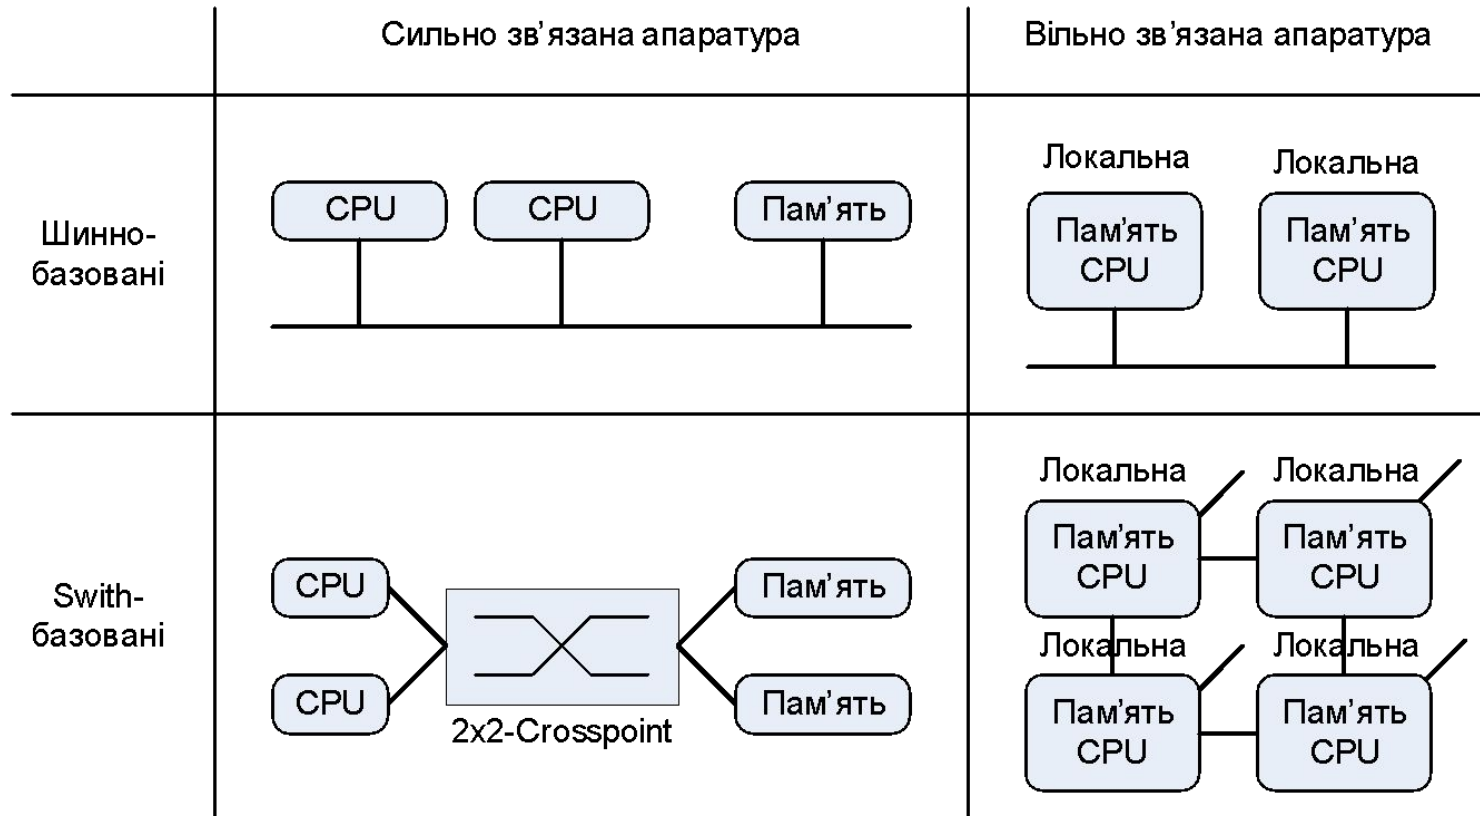 Сильно зв’язана апаратура
Вільно зв’язана апаратура
Шинно-
базовані
CPU
CPU
Пам’ять
Локальна
Пам’ять
CPU
Локальна
Пам’ять
CPU
Swith-
базовані
CPU
CPU
2x2-Crosspoint
Пам’ять
Пам’ять
Локальна
Пам’ять
CPU
Локальна
Пам’ять
CPU
Локальна
Пам’ять
CPU
Локальна
Пам’ять
CPU